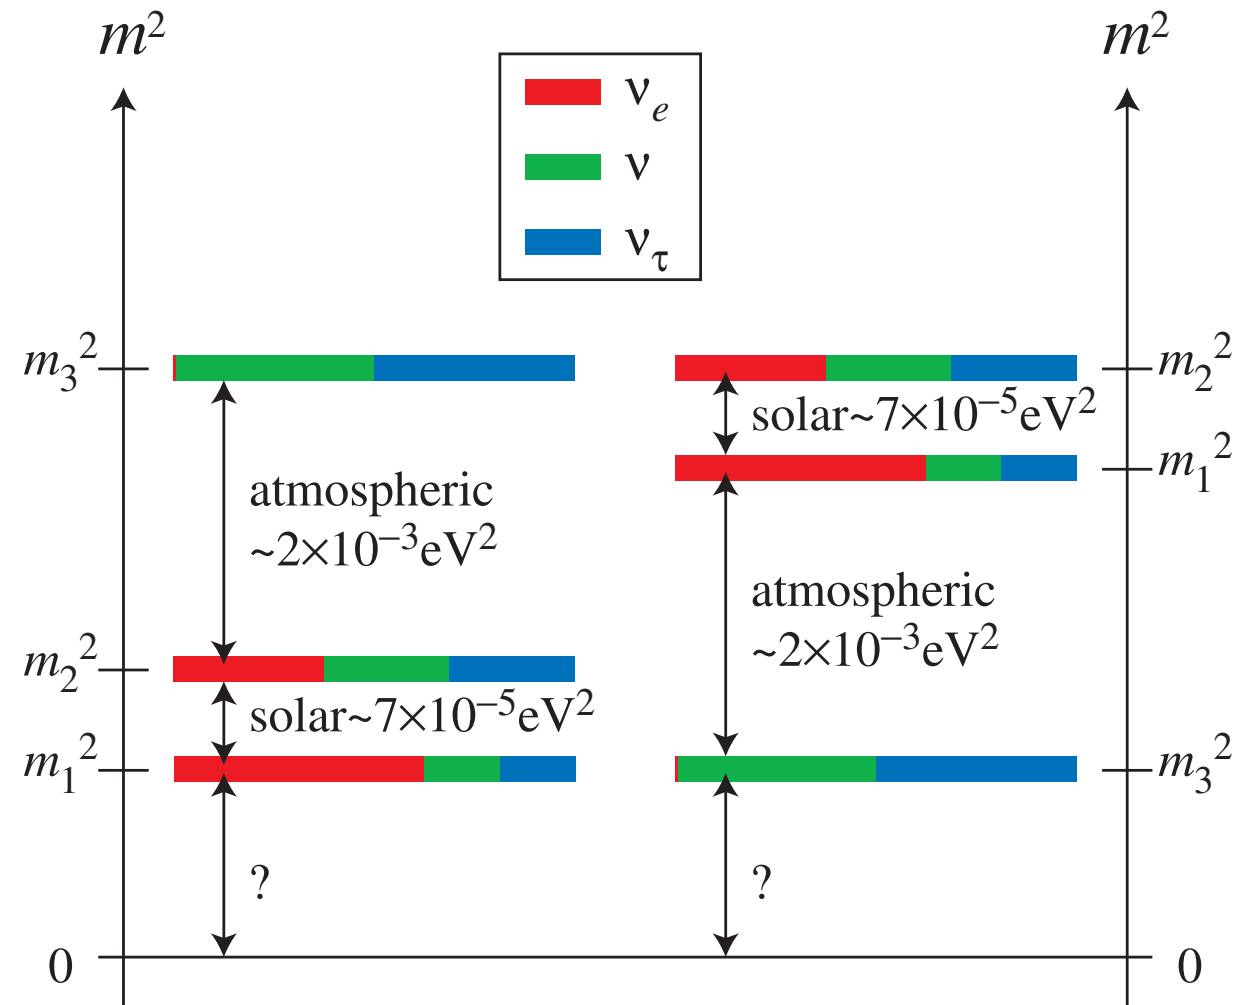 m²
m²
νₑ
ν
ν_τ
m₃²
m₂²
solar~7×10⁻⁵eV²
m₁²
atmospheric
~2×10⁻³eV²
atmospheric
~2×10⁻³eV²
m₂²
solar~7×10⁻⁵eV²
m₁²
m₃²
?
?
0
0